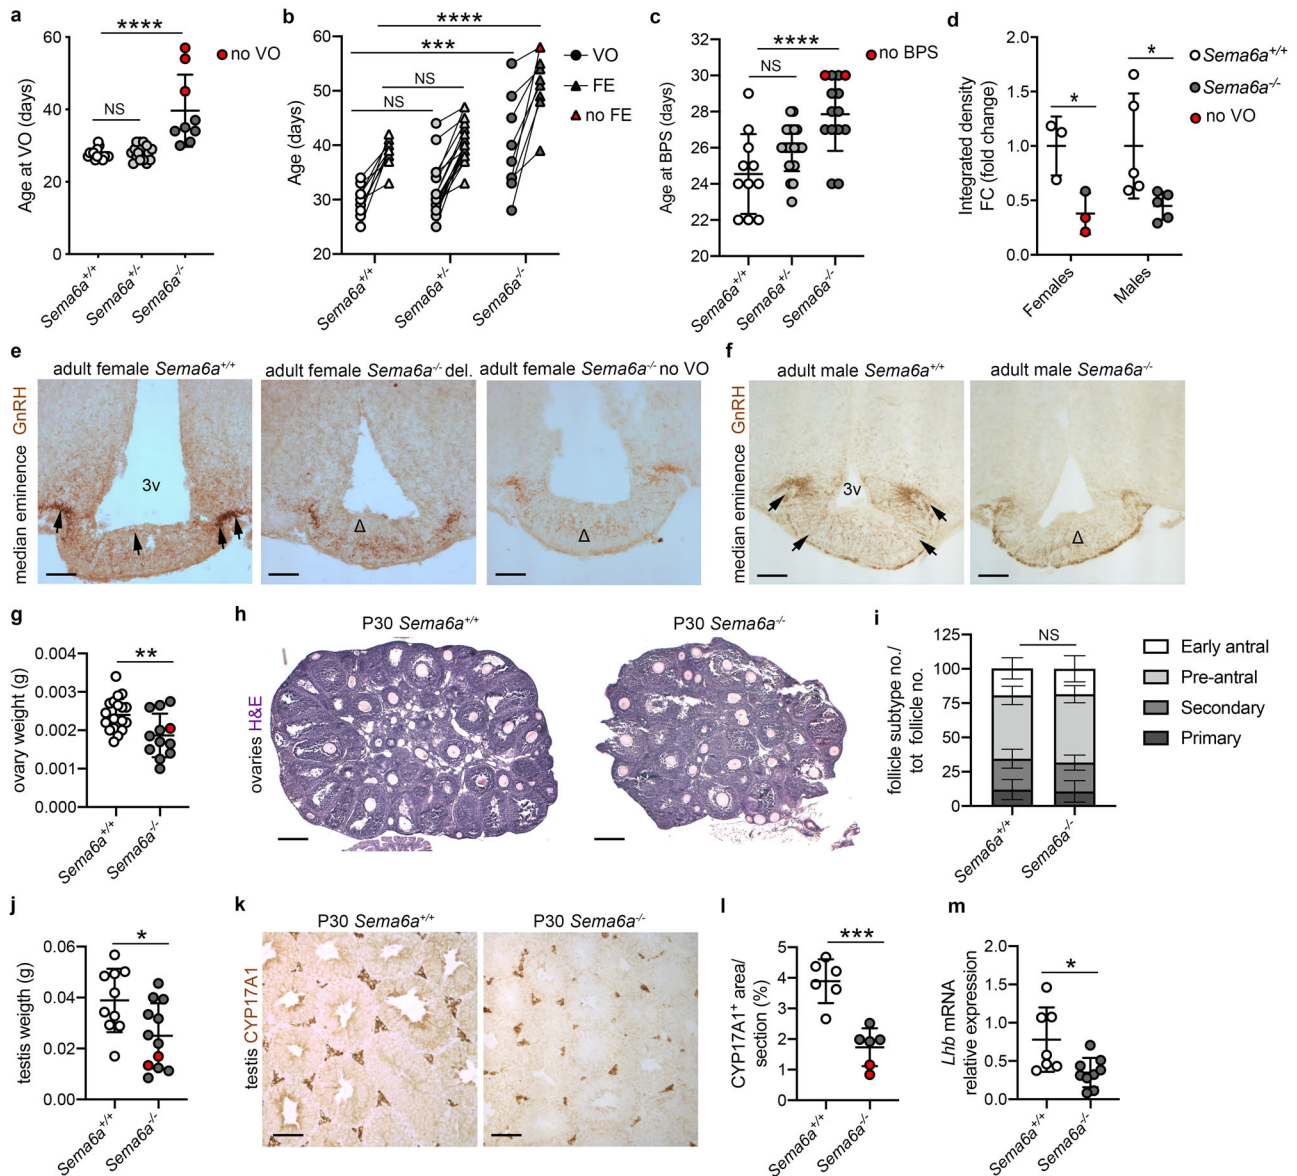 a
****
60
40
20
0
Age at VO (days)
NS
no VO
Sema6a+/+
Sema6a+/-
Sema6a-/-
b
****
***
NS
NS
60
50
40
30
20
Age (days)
VO
FE
no FE
Sema6a+/+
Sema6a+/-
Sema6a-/-
c
****
NS
32
30
28
26
24
22
20
Age at BPS (days)
no BPS
Sema6a+/+
Sema6a+/-
Sema6a-/-
d
2.0
1.5
1.0
0.5
0.0
Integrated density
FC (fold change)
*
*
Sema6a+/+
Sema6a-/-
no VO
Females
Males
e
adult female Sema6a+/+
adult female Sema6a-/- del.
adult female Sema6a-/- no VO
median eminence GnRH
3v
Δ
Δ
f
adult male Sema6a+/+
adult male Sema6a-/-
median eminence GnRH
3v
Δ
g
0.004
0.003
0.002
0.001
0.000
ovary weight (g)
**
Sema6a+/+
Sema6a-/-
h
P30 Sema6a+/+
P30 Sema6a-/-
ovaries H&E
i
125
100
75
50
25
0
follicle subtype no./
tot follicle no.
NS
Early antral
Pre-antral
Secondary
Primary
Sema6a+/+
Sema6a-/-
j
0.06
0.04
0.02
0.00
testis weigth (g)
*
Sema6a+/+
Sema6a-/-
k
P30 Sema6a+/+
P30 Sema6a-/-
testis CYP17A1
l
***
5
4
3
2
1
0
CYP17A1+ area/
section (%)
Sema6a+/+
Sema6a-/-
m
2.0
1.5
1.0
0.5
0.0
Lhb mRNA
relative expression
*
Sema6a+/+
Sema6a-/-